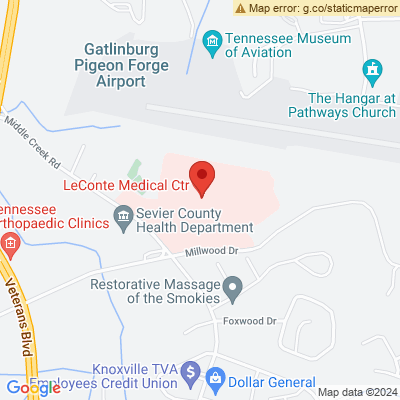 Map error: g.co/staticmaperror
Tennessee Museum
of Aviation
Gatlinburg
Pigeon Forge
Airport
The Hangar at
Pathways Church
Middle Creek Rd
LeConte Medical Ctr
Sevier County
Health Department
ennessee
rthopaedic Clinics
Millwood Dr
Restorative Massage
of the Smokies
Veterans Blvd
Foxwood Dr
Knoxville TVA
Employees Credit Union
Dollar General
Google
Map data ©2024